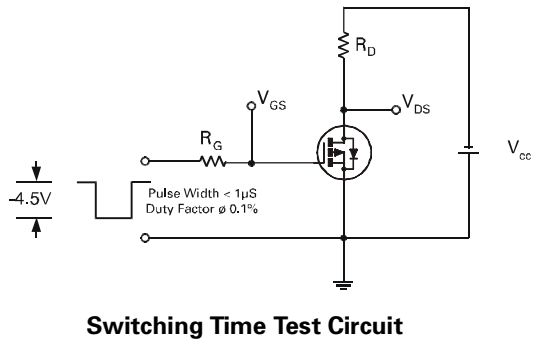 R_D
V_GS
V_DS
R_G
V_cc
-4.5V
Pulse Width < 1µS
Duty Factor ø 0.1%
Switching Time Test Circuit